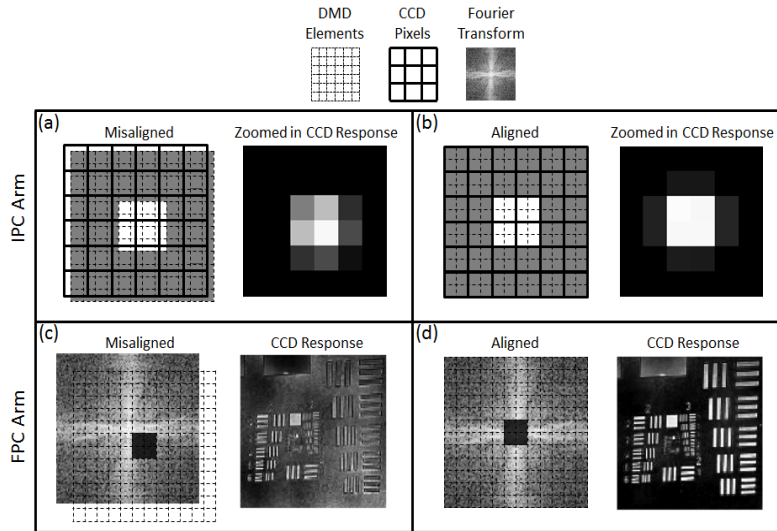 DMD Elements
CCD Pixels
Fourier Transform
IPC Arm
(a)
Misaligned
Zoomed in CCD Response
(b)
Aligned
Zoomed in CCD Response
FPC Arm
(c)
Misaligned
CCD Response
(d)
Aligned
CCD Response